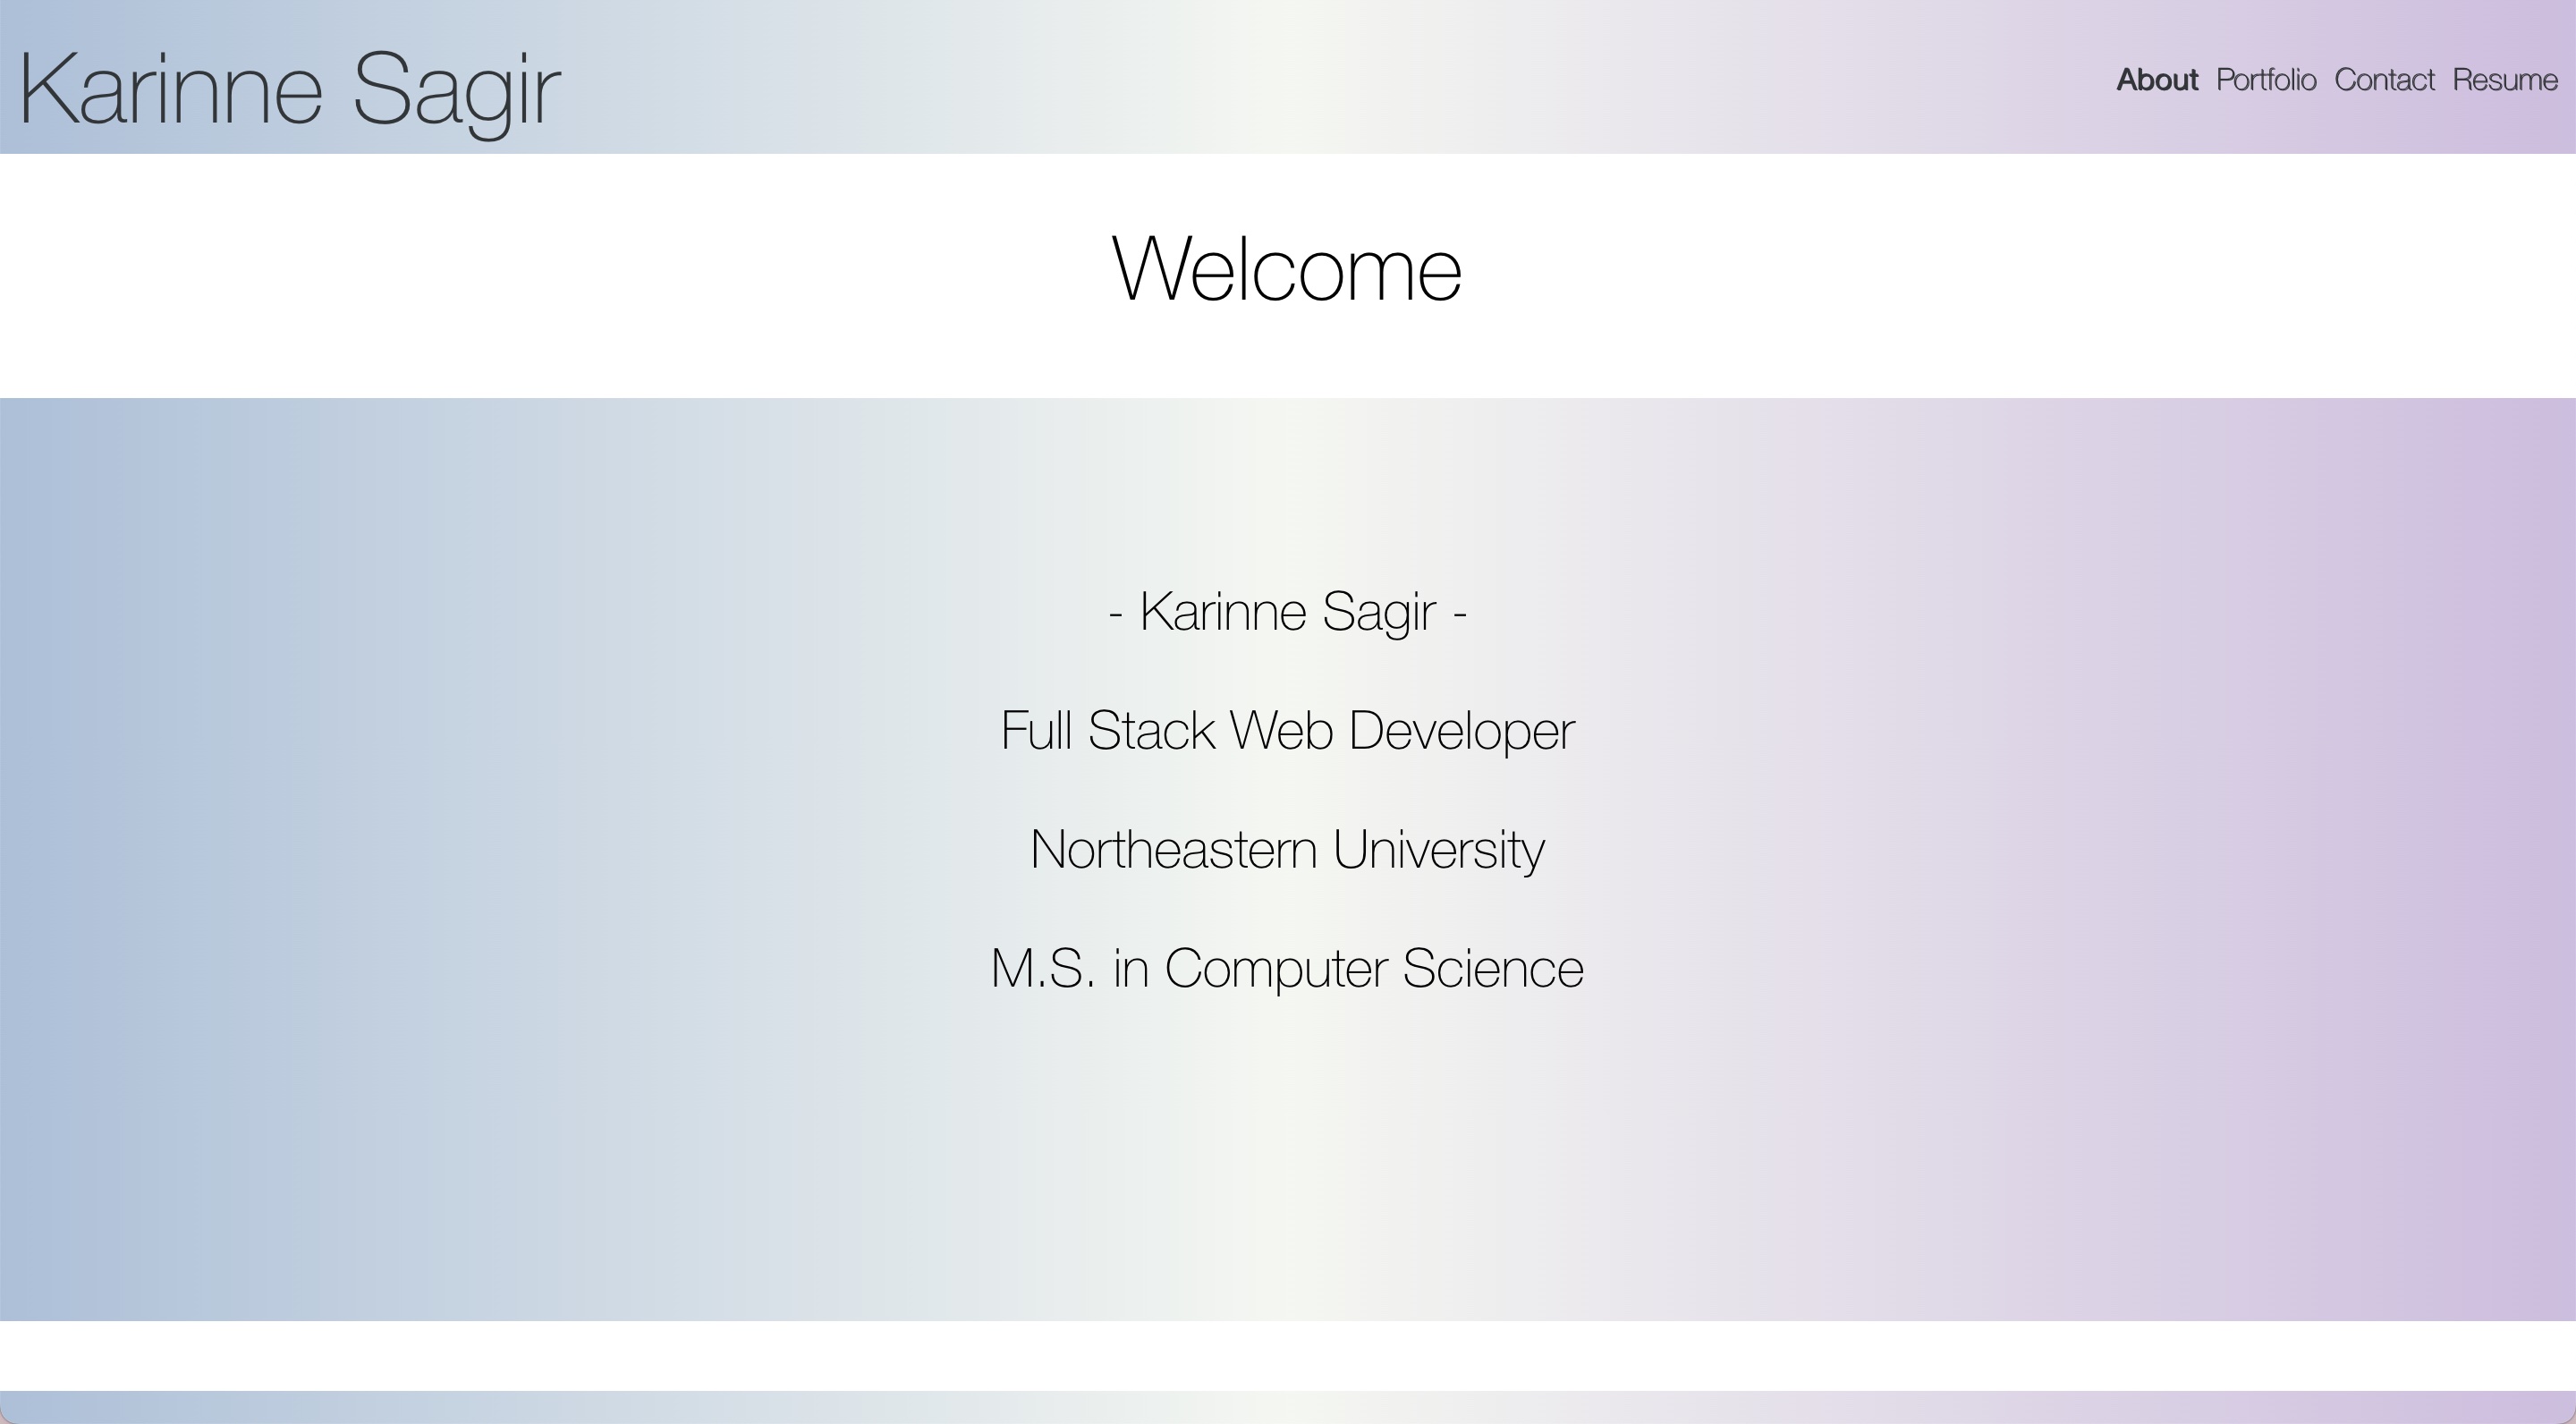 Karinne Sagir
About Portfolio Contact Resume
Welcome
- Karinne Sagir -
Full Stack Web Developer
Northeastern University
M.S. in Computer Science